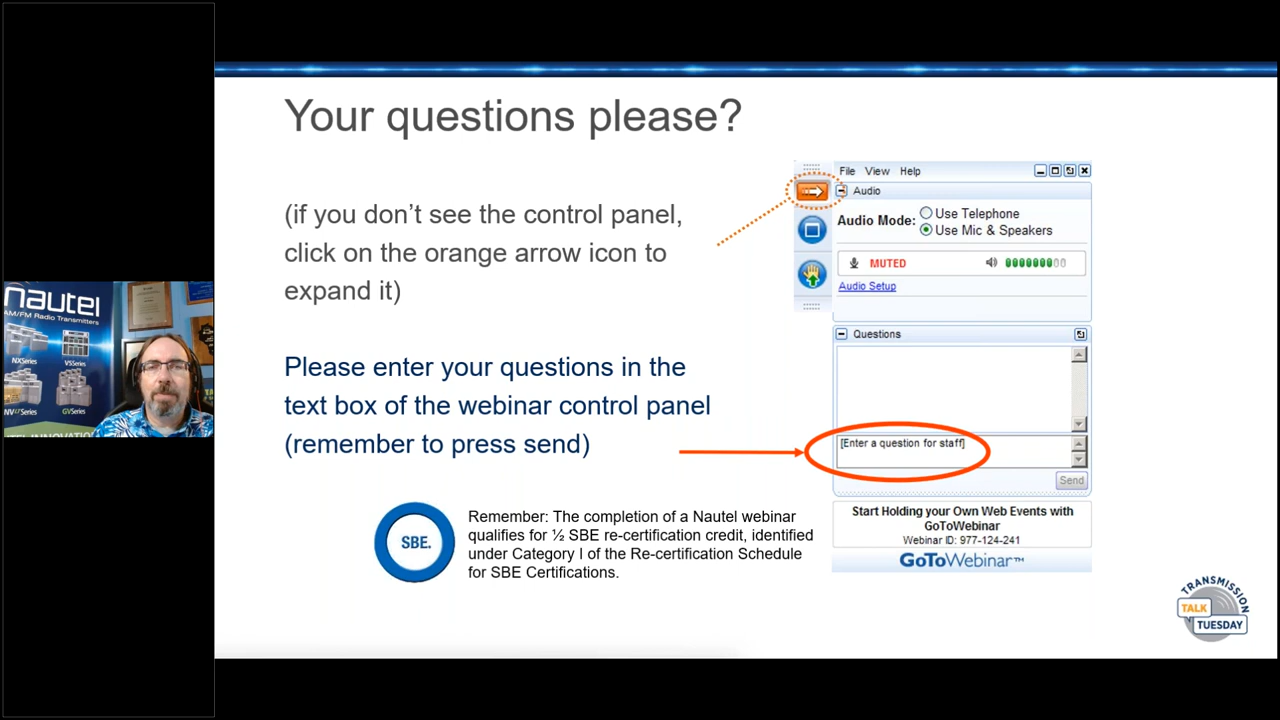 Your questions please?
(if you don’t see the control panel,
click on the orange arrow icon to
expand it)
Please enter your questions in the
text box of the webinar control panel
(remember to press send)
SBE.
Remember: The completion of a Nautel webinar
qualifies for ½ SBE re-certification credit, identified
under Category I of the Re-certification Schedule
for SBE Certifications.
File View Help
Audio
Audio Mode: Use Telephone
Use Mic & Speakers
MUTED
Audio Setup
Questions
[Enter a question for staff]
Send
Start Holding your Own Web Events with
GoToWebinar
Webinar ID: 977-124-241
GoToWebinar™
TRANSMISSION
TALK
TUESDAY
nautel
AM/FM Radio Transmitters
NXSeries
VSSeries
NVLTSeries
GVSeries